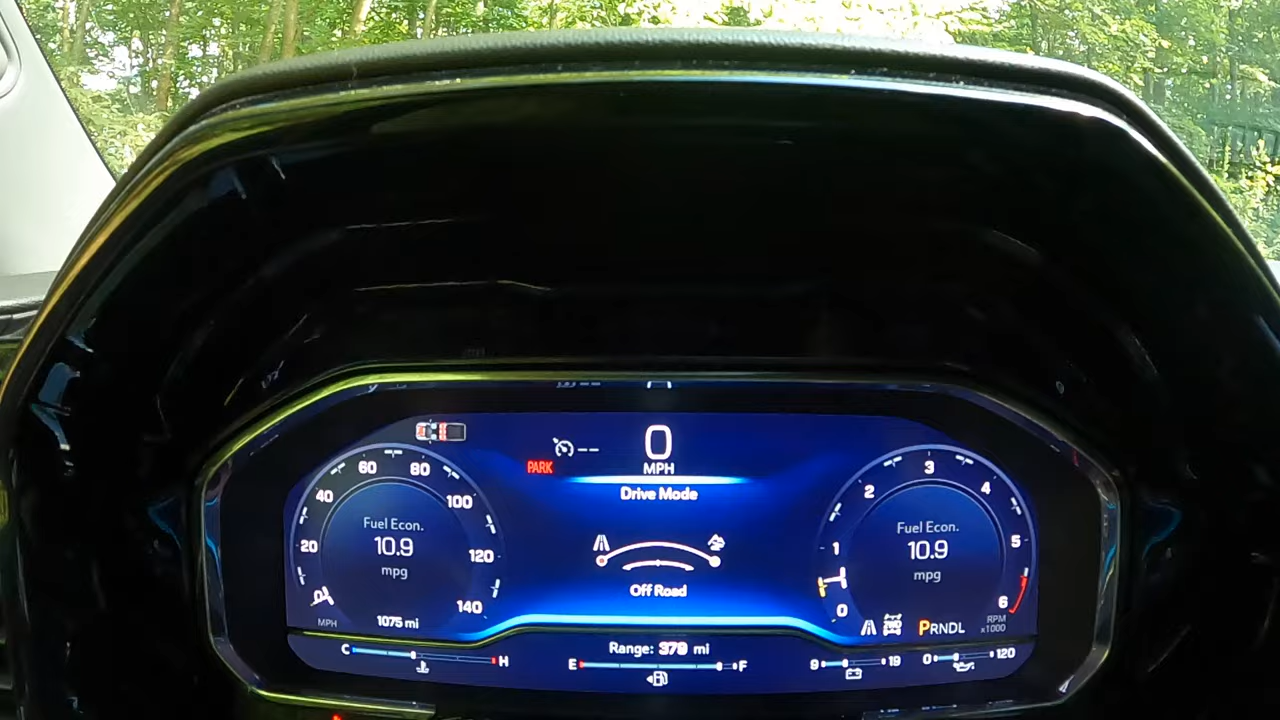 0
MPH
PARK
Drive Mode
Off Road
20
40
60
80
100
120
140
Fuel Econ.
10.9
mpg
MPH
1075 mi
0
1
2
3
4
5
6
Fuel Econ.
10.9
mpg
RPM
x1000
PRNDL
C H
Range: 379 mi
E F
9 19
0 120